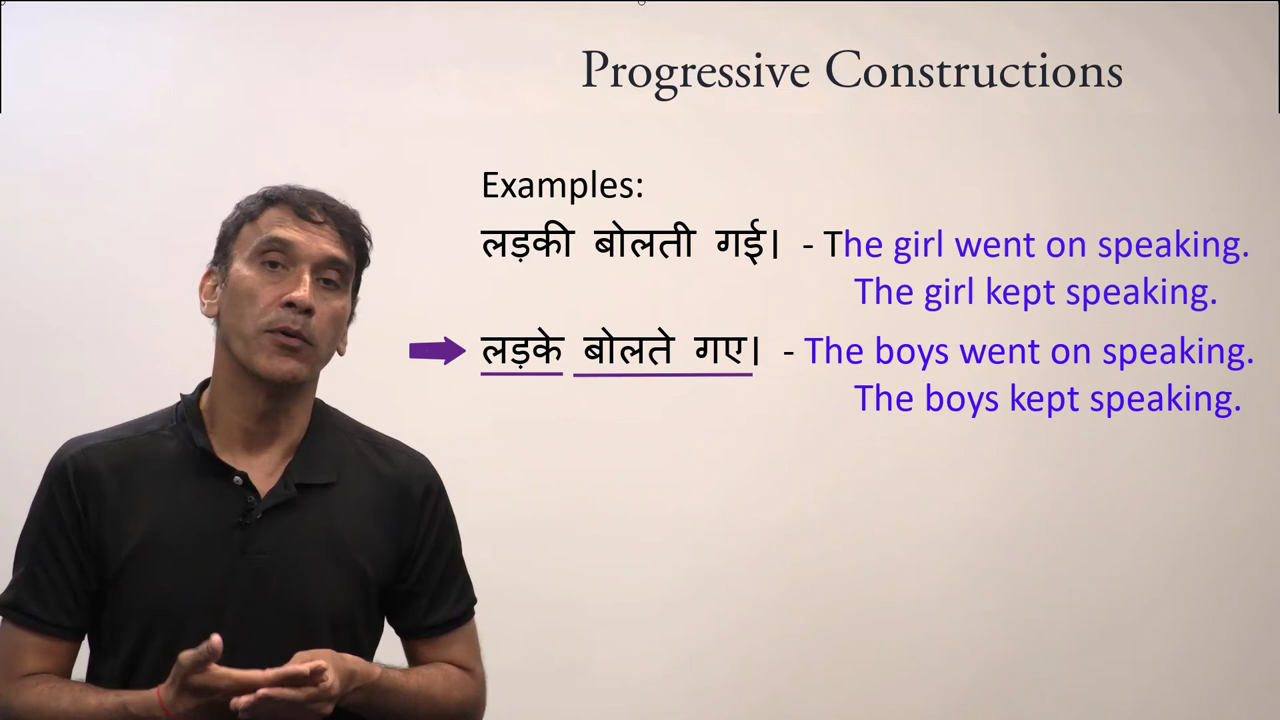 Progressive Constructions
Examples:
लड़की बोलती गई। - The girl went on speaking.
The girl kept speaking.
लड़के बोलते गए। - The boys went on speaking.
The boys kept speaking.